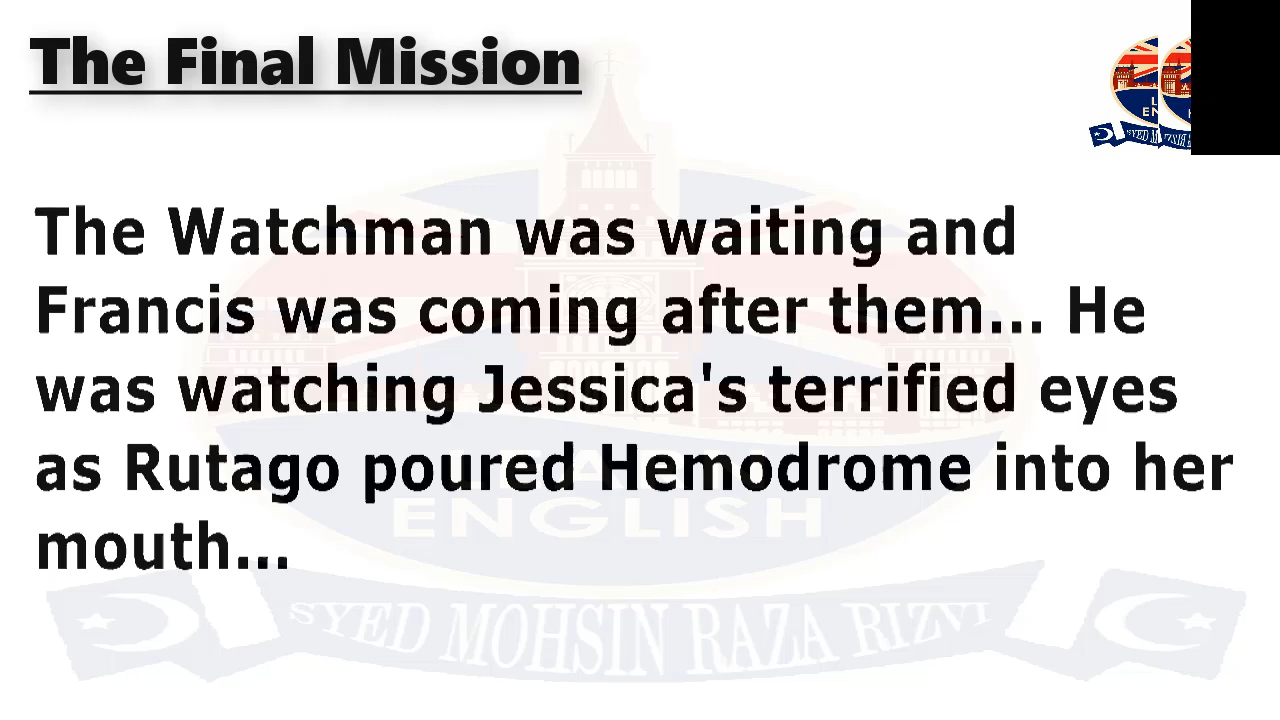 The Final Mission
The Watchman was waiting and
Francis was coming after them... He
was watching Jessica's terrified eyes
as Rutago poured Hemodrome into her
mouth...
ENGLISH
SYED MOHSIN RAZA RIZVI